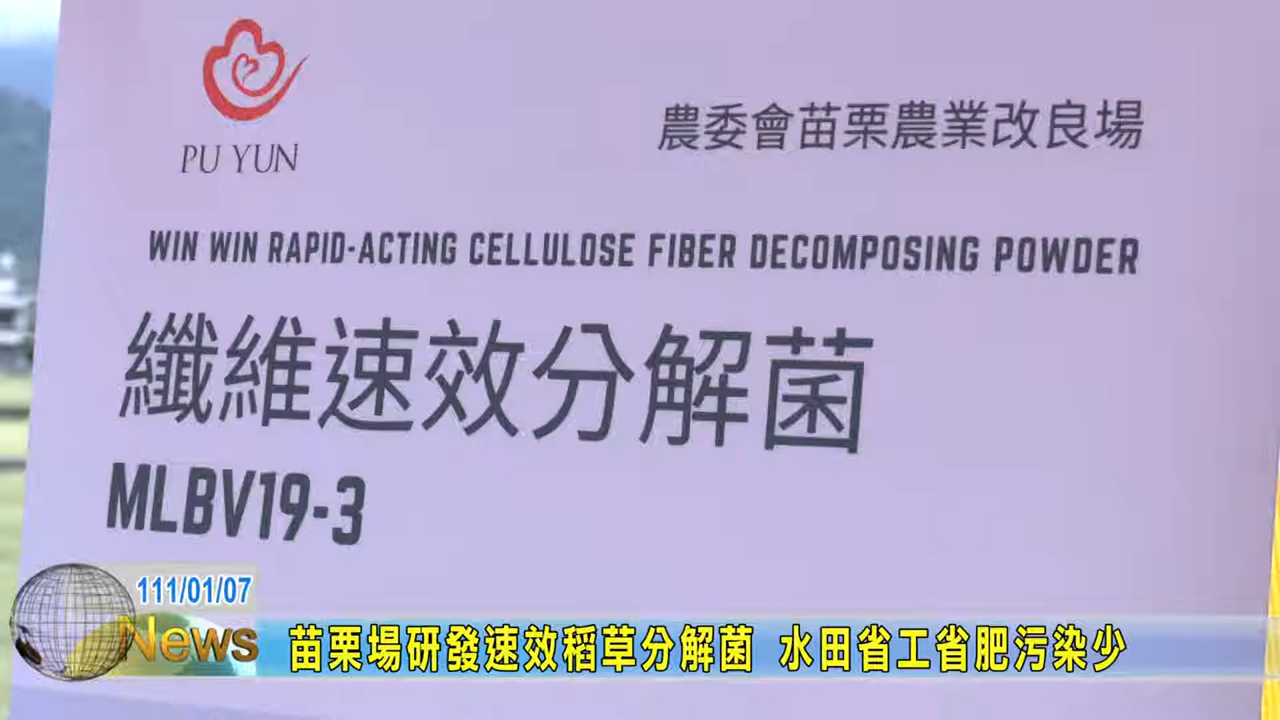 PU YUN
農委會苗栗農業改良場
WIN WIN RAPID-ACTING CELLULOSE FIBER DECOMPOSING POWDER
纖維速效分解菌
MLBV19-3
111/01/07
News
苗栗場研發速效稻草分解菌 水田省工省肥污染少